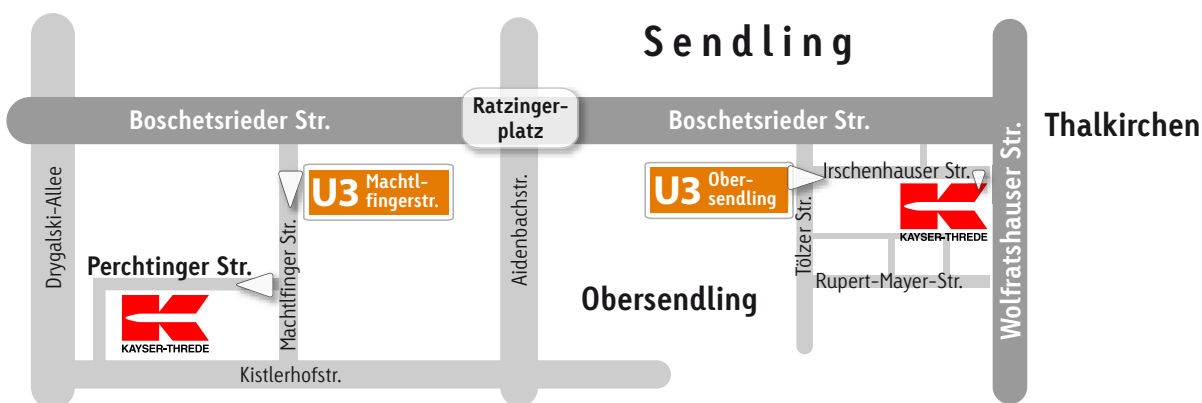 Sendling
Boschetsrieder Str.
Ratzinger-
platz
Boschetsrieder Str.
Thalkirchen
U3 Machtl-
fingerstr.
U3 Ober-
sendling
Irschenhauser Str.
KAYSER-THREDE
Drygalski-Allee
Perchtinger Str.
KAYSER-THREDE
Machtlfinger Str.
Aidenbachstr.
Obersendling
Tölzer Str.
Rupert-Mayer-Str.
Wolfratshauser Str.
Kistlerhofstr.